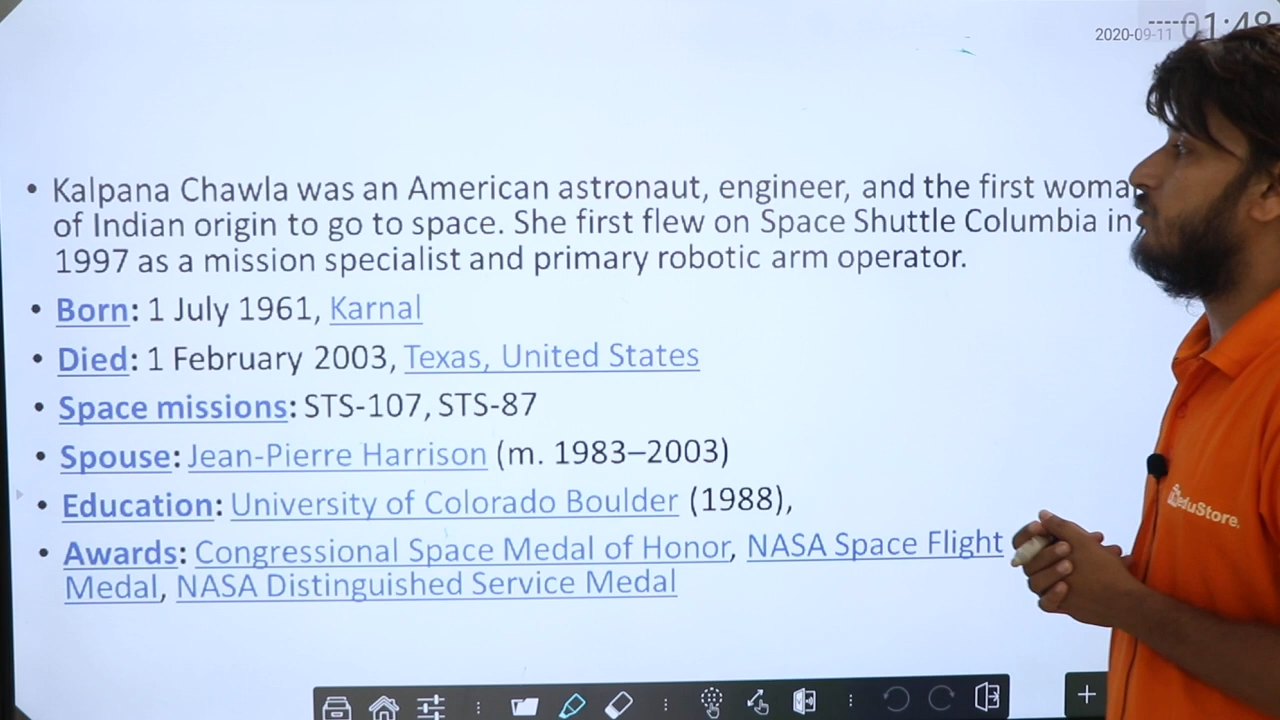 2020-09-11 01:48
• Kalpana Chawla was an American astronaut, engineer, and the first woma
of Indian origin to go to space. She first flew on Space Shuttle Columbia in
1997 as a mission specialist and primary robotic arm operator.
• Born: 1 July 1961, Karnal
• Died: 1 February 2003, Texas, United States
• Space missions: STS-107, STS-87
• Spouse: Jean-Pierre Harrison (m. 1983–2003)
• Education: University of Colorado Boulder (1988),
• Awards: Congressional Space Medal of Honor, NASA Space Flight
Medal, NASA Distinguished Service Medal
eduStore.